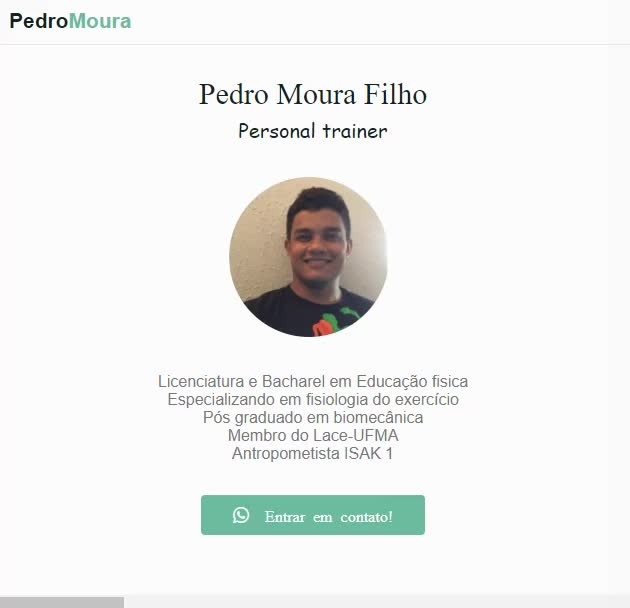 PedroMoura
Pedro Moura Filho
Personal trainer
Licenciatura e Bacharel em Educação fisica
Especializando em fisiologia do exercício
Pós graduado em biomecânica
Membro do Lace-UFMA
Antropometista ISAK 1
Entrar em contato!